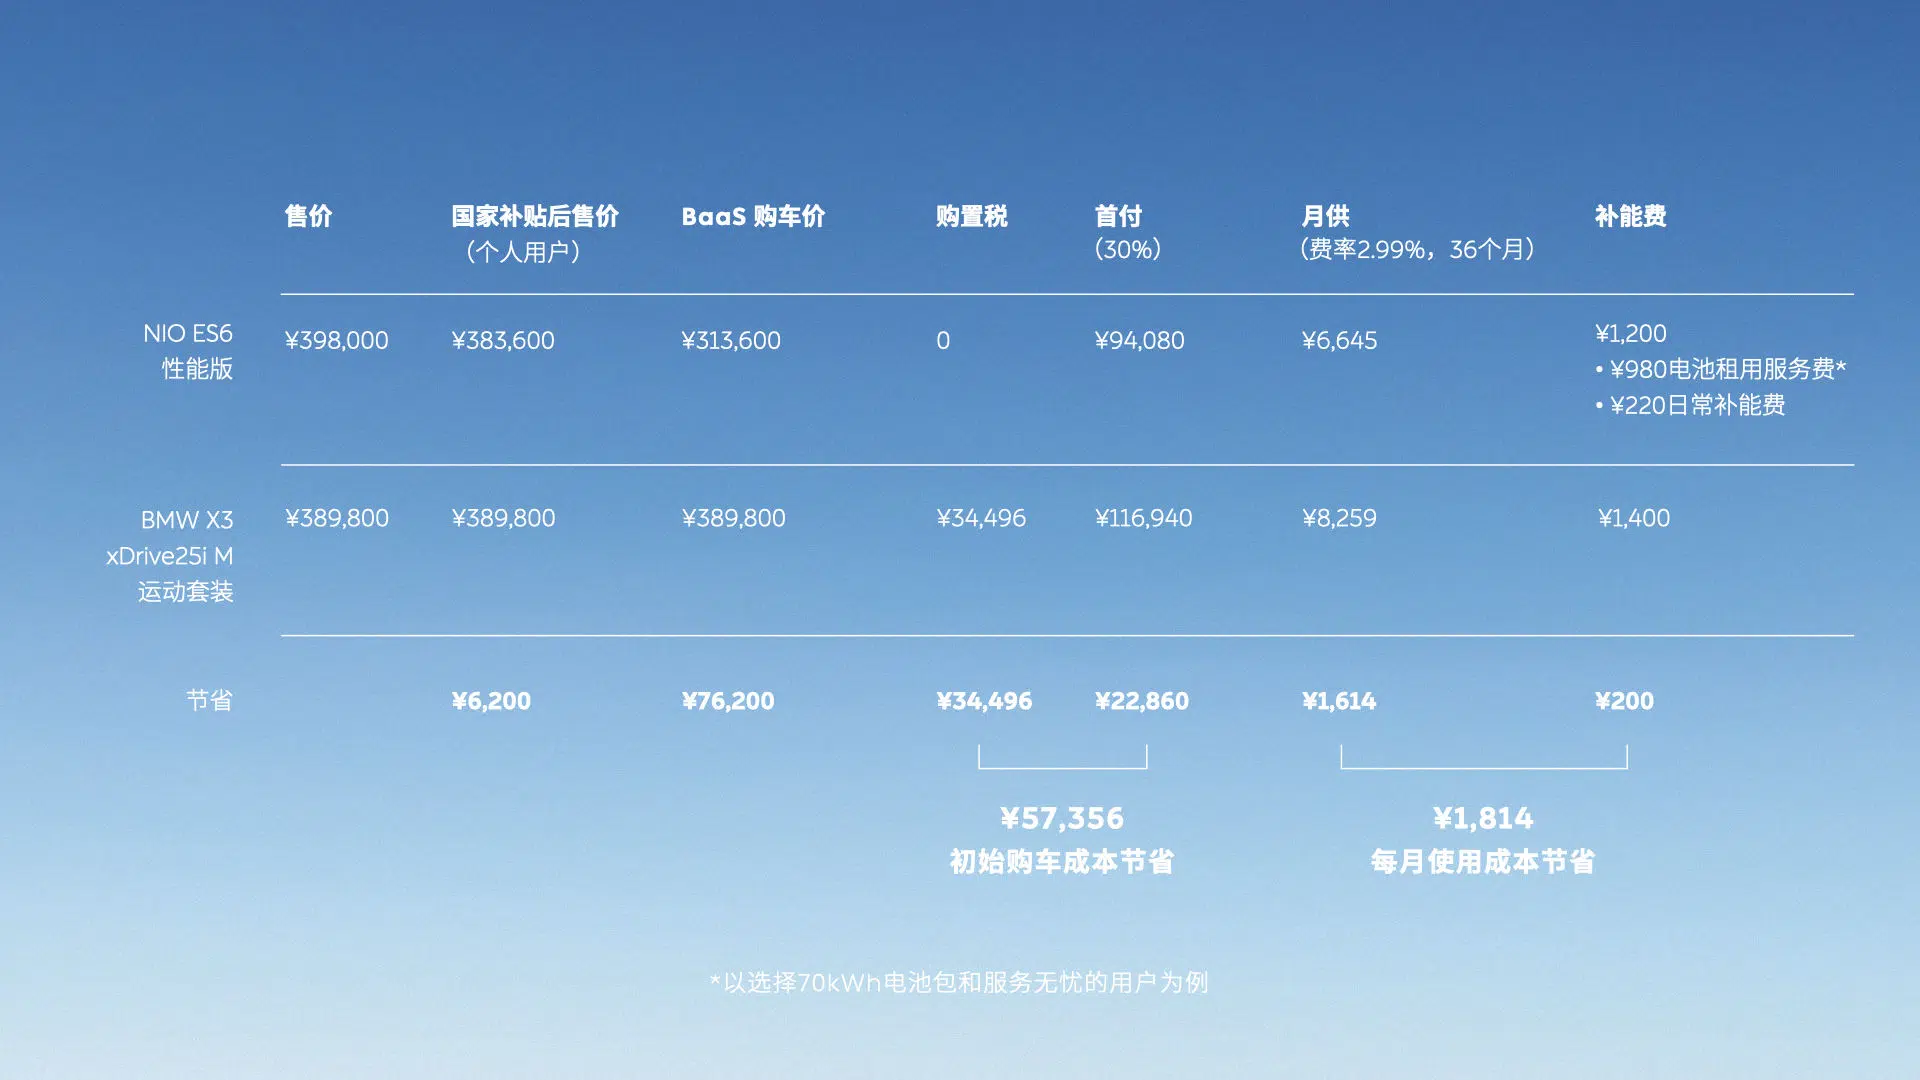 售价 国家补贴后售价 BaaS 购车价 购置税 首付 月供 补能费
（个人用户） (30%) (费率2.99%，36个月)
NIO ES6
性能版
¥398,000 ¥383,600 ¥313,600 0 ¥94,080 ¥6,645
¥1,200
• ¥980电池租用服务费*
• ¥220日常补能费
BMW X3
xDrive25i M
运动套装
¥389,800 ¥389,800 ¥389,800 ¥34,496 ¥116,940 ¥8,259 ¥1,400
节省 ¥6,200 ¥76,200 ¥34,496 ¥22,860 ¥1,614 ¥200
¥57,356 ¥1,814
初始购车成本节省 每月使用成本节省
*以选择70kWh电池包和服务无忧的用户为例